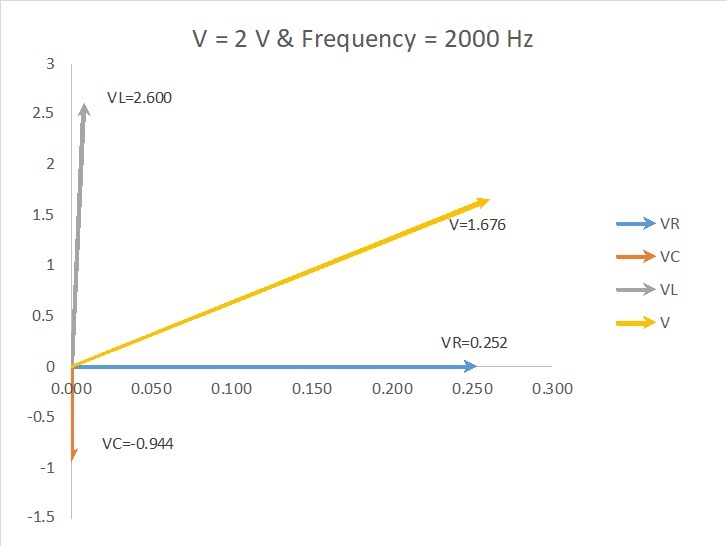 V = 2 V & Frequency = 2000 Hz
3
2.5
2
1.5
1
0.5
0
-0.5
-1
-1.5
0.000 0.050 0.100 0.150 0.200 0.250 0.300
VL=2.600
V=1.676
VR=0.252
VC=-0.944
VR
VC
VL
V